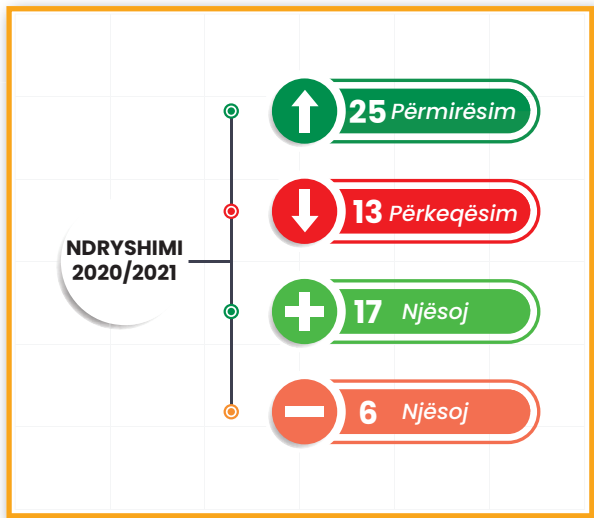 25 Përmirësim
13 Përkeqësim
NDRYSHIMI
2020/2021
17 Njësoj
6 Njësoj